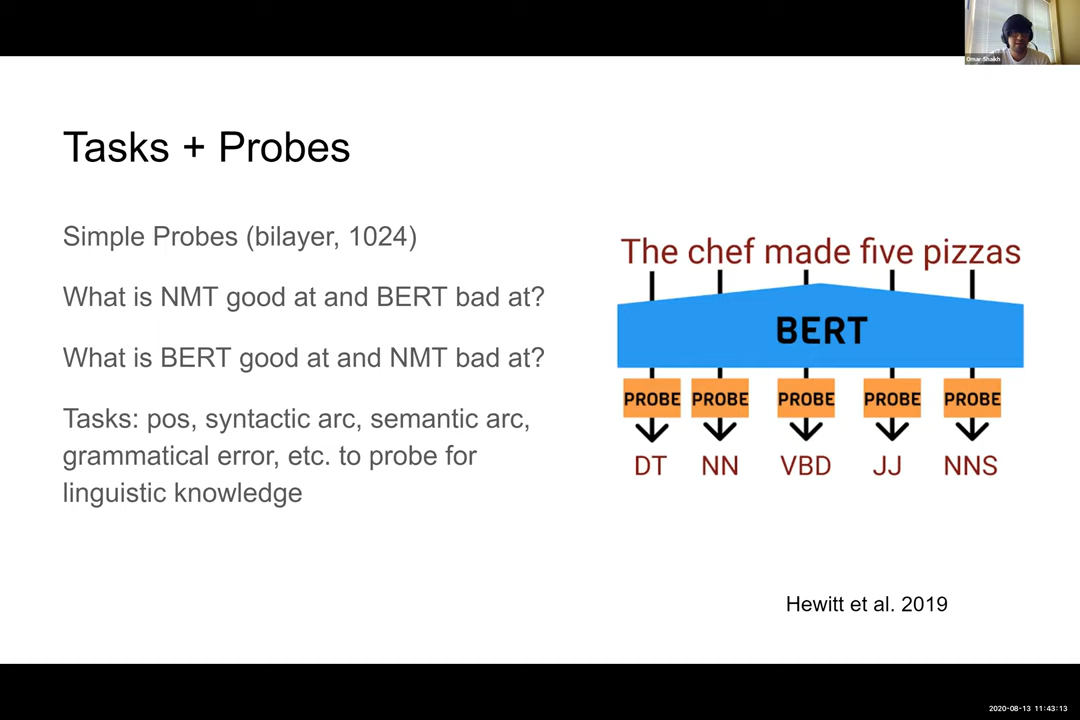 Omar Shaikh
Tasks + Probes
Simple Probes (bilayer, 1024)
What is NMT good at and BERT bad at?
What is BERT good at and NMT bad at?
Tasks: pos, syntactic arc, semantic arc,
grammatical error, etc. to probe for
linguistic knowledge
The chef made five pizzas
BERT
PROBE PROBE PROBE PROBE PROBE
DT NN VBD JJ NNS
Hewitt et al. 2019
2020-08-13 11:43:13